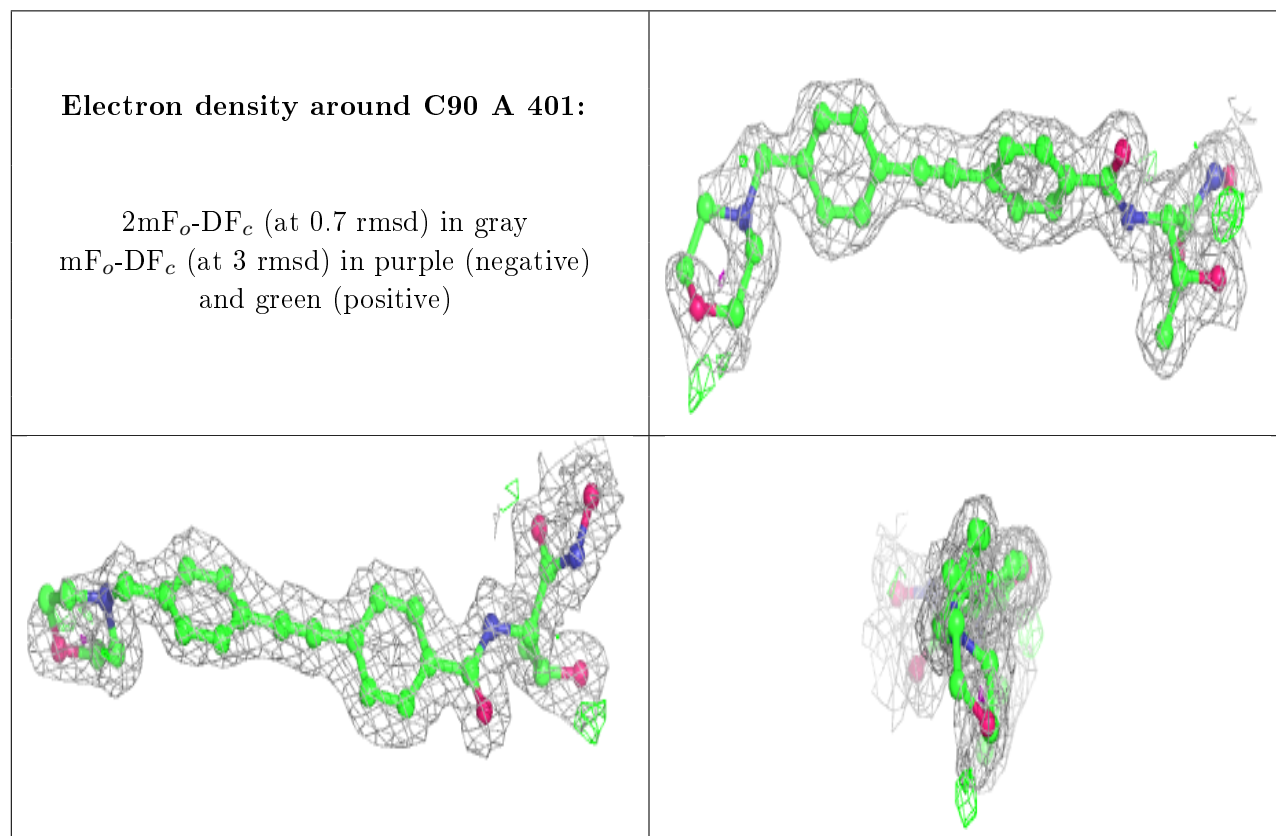 Electron density around C90 A 401:
2mFₒ-DF𝒸 (at 0.7 rmsd) in gray
mFₒ-DF𝒸 (at 3 rmsd) in purple (negative)
and green (positive)